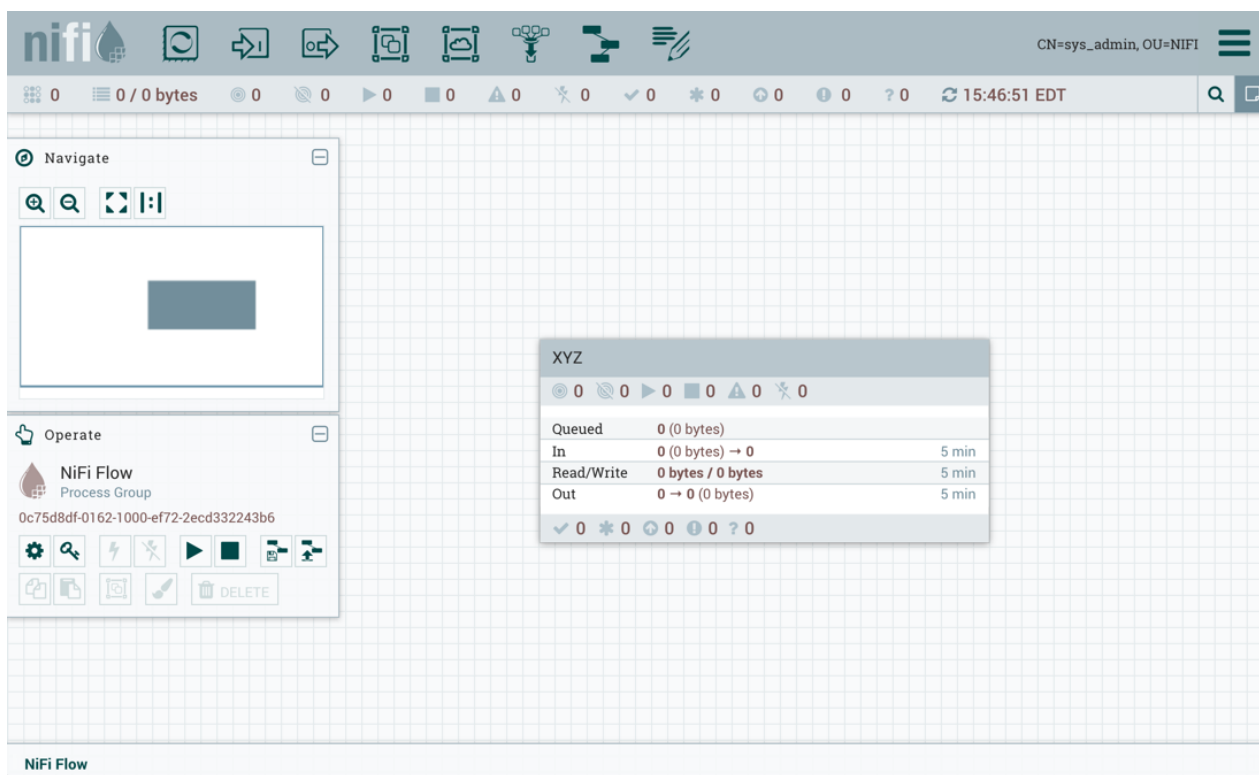 nifi
CN=sys_admin, OU=NIFI
0 0 / 0 bytes 0 0 0 0 0 0 0 0 0 0 ? 0 15:46:51 EDT
Navigate
Operate
NiFi Flow
Process Group
0c75d8df-0162-1000-ef72-2ecd332243b6
DELETE
XYZ
0 0 0 0 0 0
Queued 0 (0 bytes)
In 0 (0 bytes) → 0 5 min
Read/Write 0 bytes / 0 bytes 5 min
Out 0 → 0 (0 bytes) 5 min
0 0 0 0 ? 0
NiFi Flow